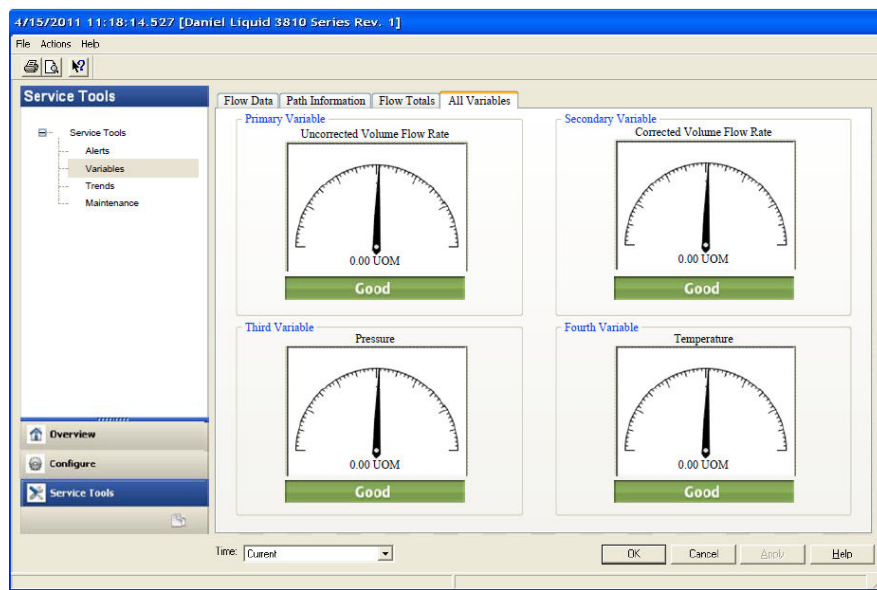 4/15/2011 11:18:14.527 [Daniel Liquid 3810 Series Rev. 1]
File Actions Help
Service Tools
Service Tools
Alerts
Variables
Trends
Maintenance
Overview
Configure
Service Tools
Flow Data Path Information Flow Totals All Variables
Primary Variable
Uncorrected Volume Flow Rate
0.00 UOM
Good
Secondary Variable
Corrected Volume Flow Rate
0.00 UOM
Good
Third Variable
Pressure
0.00 UOM
Good
Fourth Variable
Temperature
0.00 UOM
Good
Time: Current
OK Cancel Apply Help